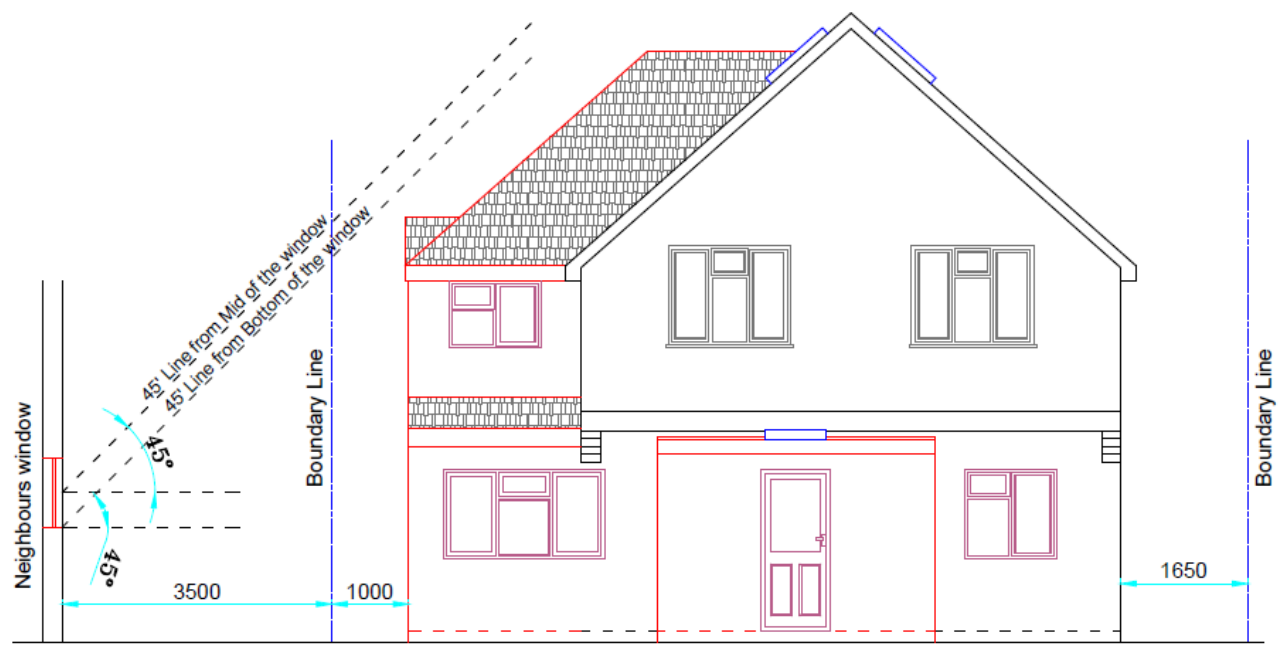 45' Line from Mid of the window
45' Line from Bottom of the window
Boundary Line
Boundary Line
Neighbours window
45°
45°
3500
1000
1650